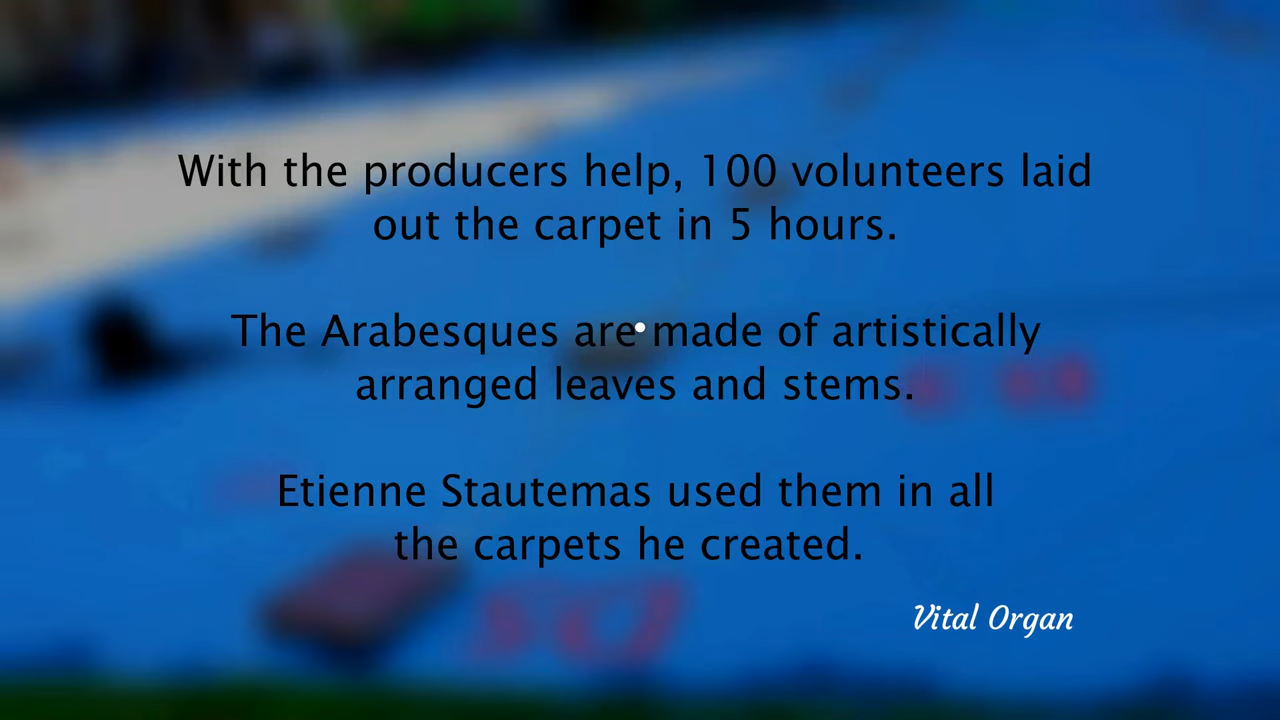 With the producers help, 100 volunteers laid
out the carpet in 5 hours.
The Arabesques are made of artistically
arranged leaves and stems.
Etienne Stautemas used them in all
the carpets he created.
Vital Organ